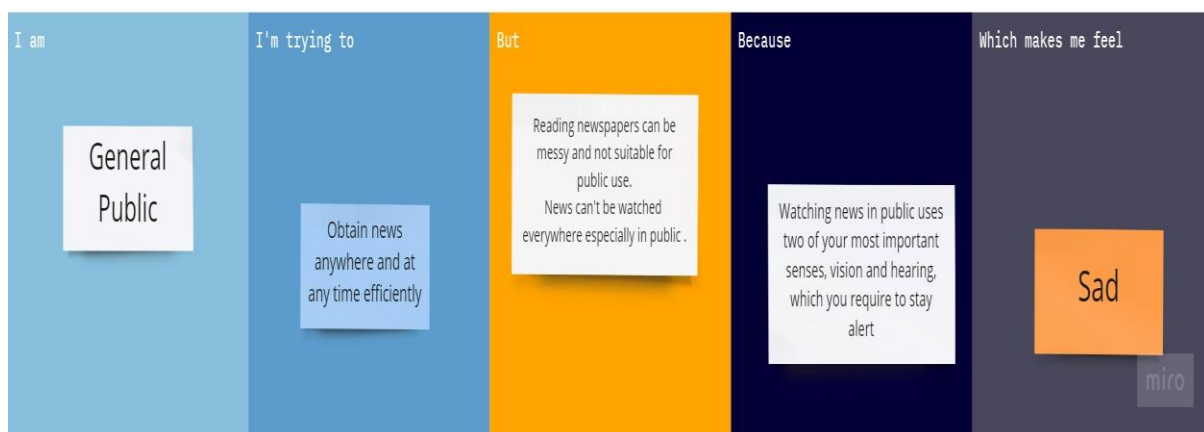 I am
General
Public
I'm trying to
Obtain news
anywhere and at
any time efficiently
But
Reading newspapers can be
messy and not suitable for
public use.
News can't be watched
everywhere especially in public .
Because
Watching news in public uses
two of your most important
senses, vision and hearing,
which you require to stay
alert
Which makes me feel
Sad
miro